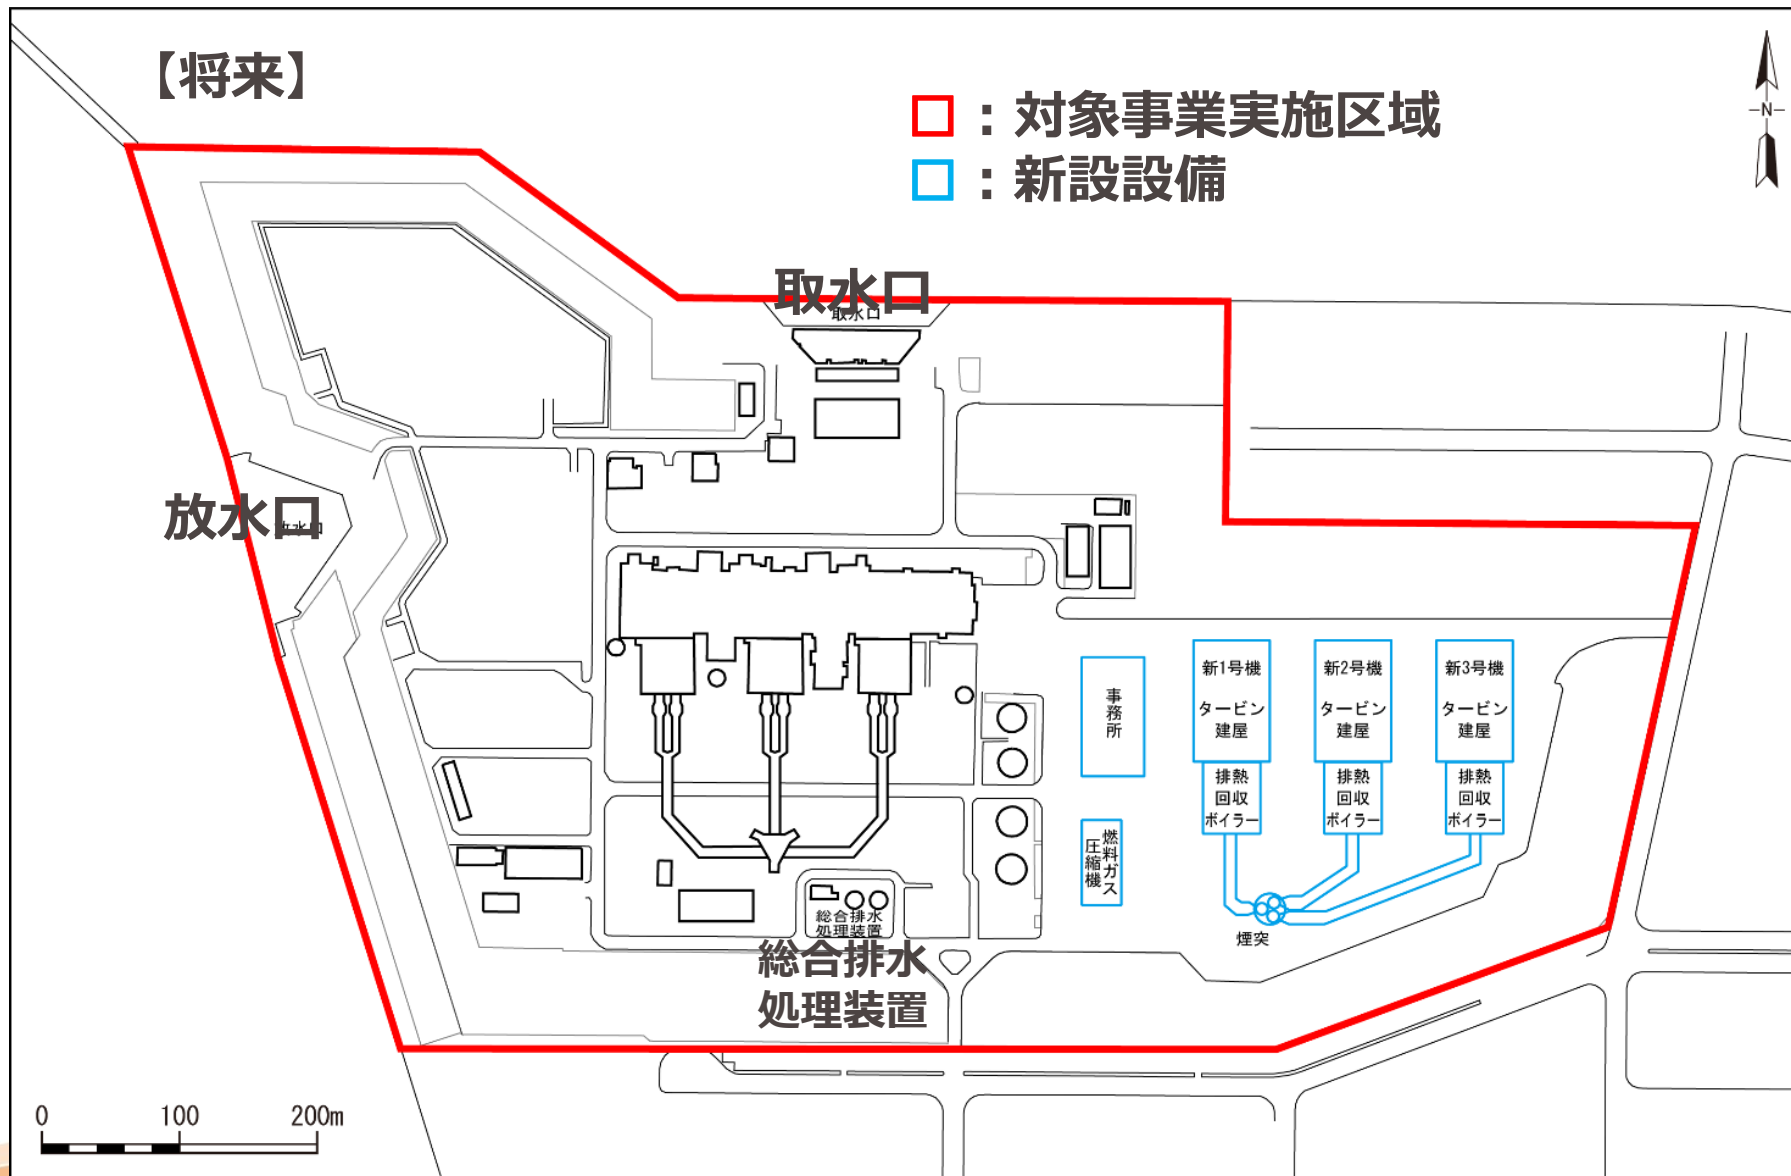 【将来】
：対象事業実施区域
：新設設備
N
取水口
取水口
放水口
放水口
新1号機
タービン
建屋
排熱
回収
ボイラー
新2号機
タービン
建屋
排熱
回収
ボイラー
新3号機
タービン
建屋
排熱
回収
ボイラー
事務所
燃料ガス
圧縮機
煙突
総合排水
処理装置
総合排水
処理装置
0 100 200m